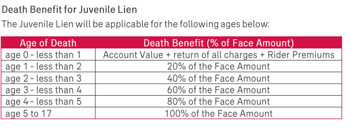 Death Benefit for Juvenile Lien
The Juvenile Lien will be applicable for the following ages below:
Age of Death Death Benefit (% of Face Amount)
age 0 - less than 1 Account Value + return of all charges + Rider Premiums
age 1 - less than 2 20% of the Face Amount
age 2 - less than 3 40% of the Face Amount
age 3 - less than 4 60% of the Face Amount
age 4 - less than 5 80% of the Face Amount
age 5 to 17 100% of the Face Amount